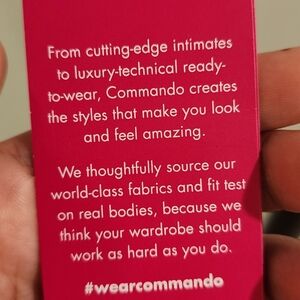 From cutting-edge intimates
to luxury-technical ready-
to-wear, Commando creates
the styles that make you look
and feel amazing.
We thoughtfully source our
world-class fabrics and fit test
on real bodies, because we
think your wardrobe should
work as hard as you do.
#wearcommando